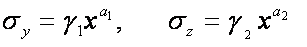 σ_y = γ_1 x^{a_1}, σ_z = γ_2 x^{a_2}